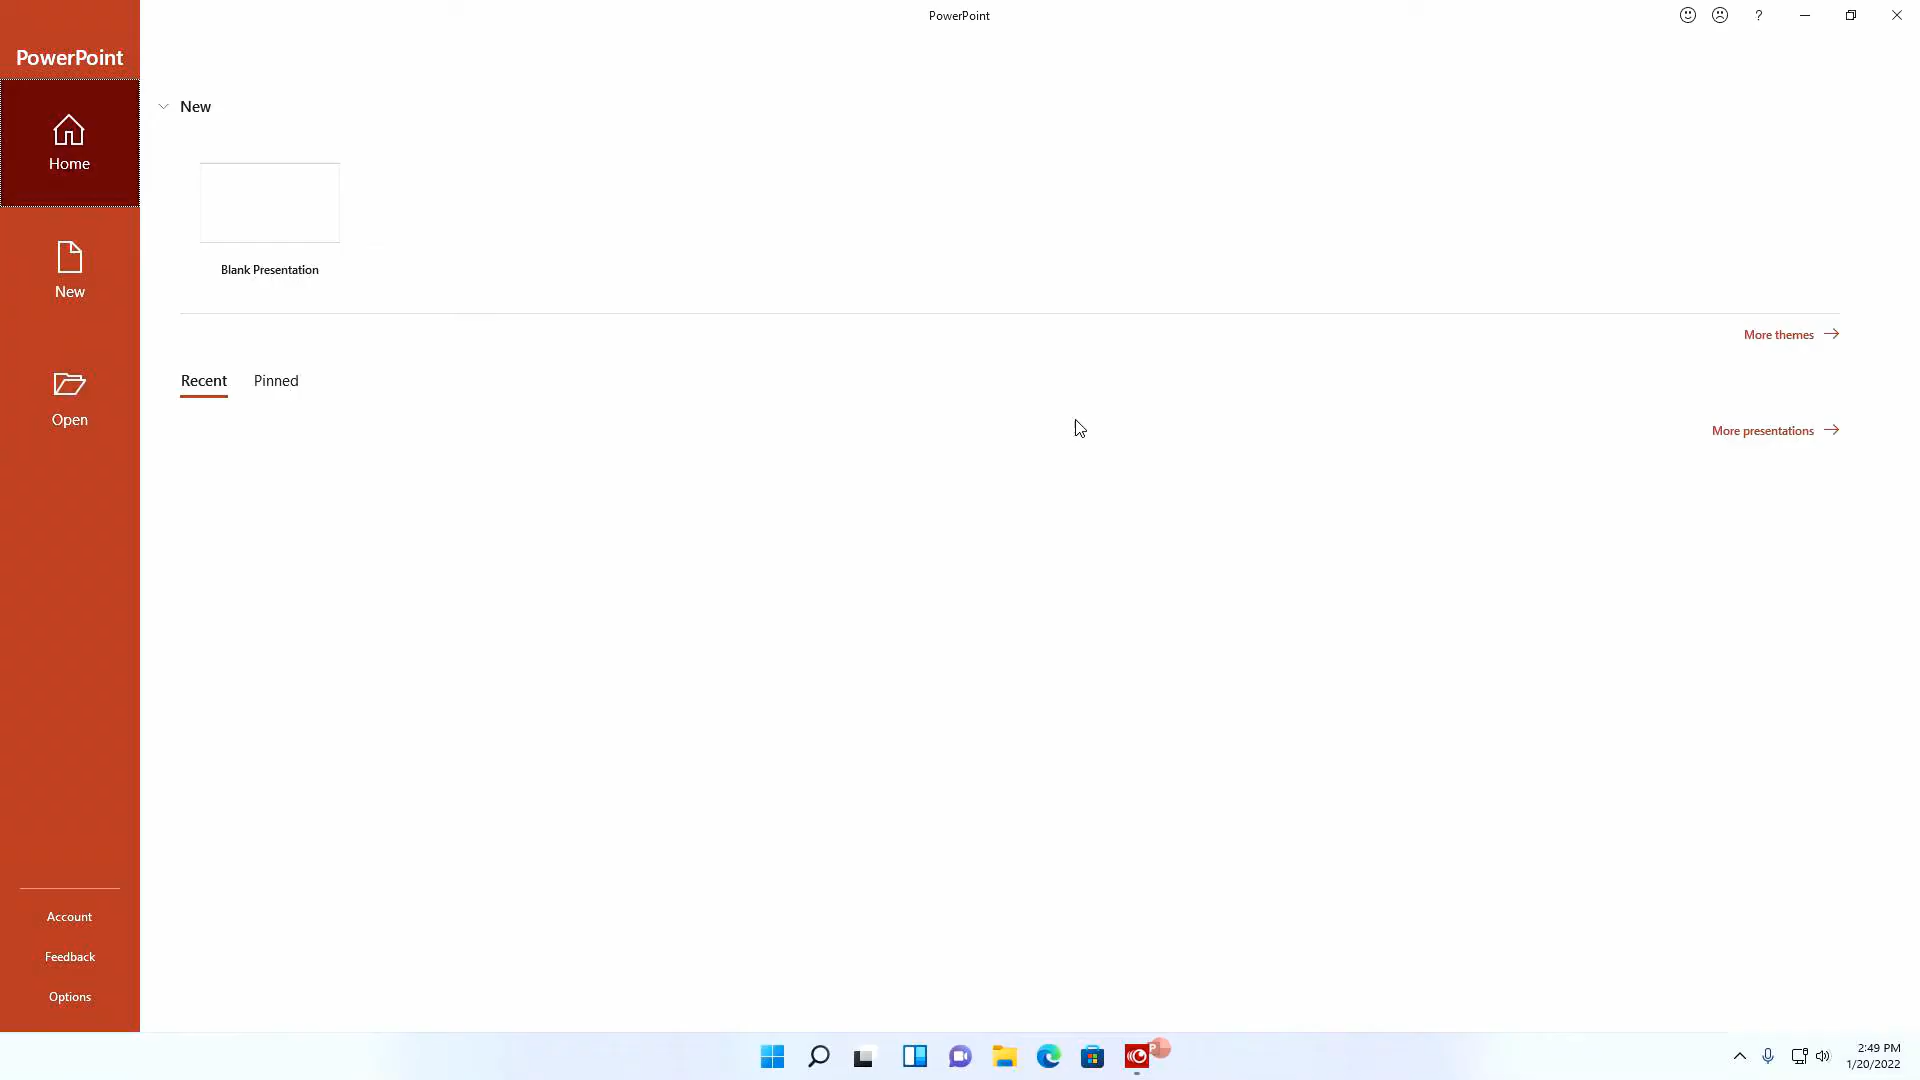 PowerPoint
PowerPoint
Home
New
Open
Account
Feedback
Options
New
Blank Presentation
More themes
Recent Pinned
More presentations
P
2:49 PM
1/20/2022